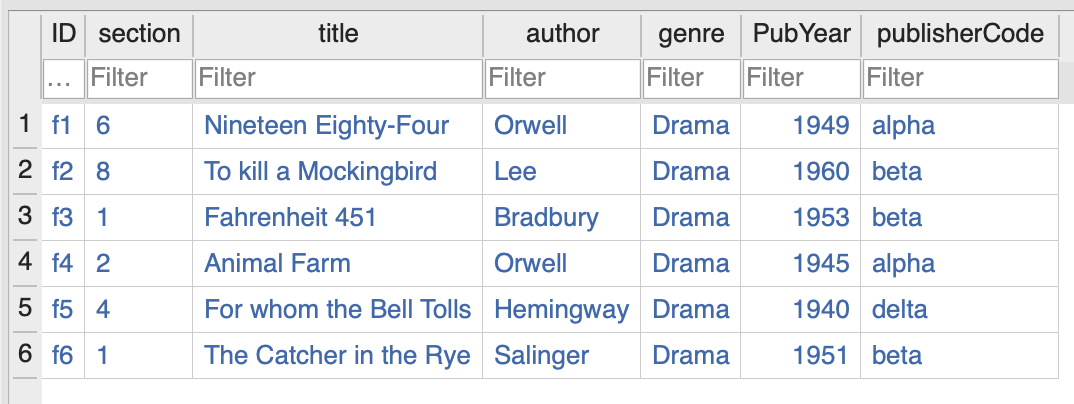 ID section title author genre PubYear publisherCode
... Filter Filter Filter Filter Filter Filter
1 f1 6 Nineteen Eighty-Four Orwell Drama 1949 alpha
2 f2 8 To kill a Mockingbird Lee Drama 1960 beta
3 f3 1 Fahrenheit 451 Bradbury Drama 1953 beta
4 f4 2 Animal Farm Orwell Drama 1945 alpha
5 f5 4 For whom the Bell Tolls Hemingway Drama 1940 delta
6 f6 1 The Catcher in the Rye Salinger Drama 1951 beta